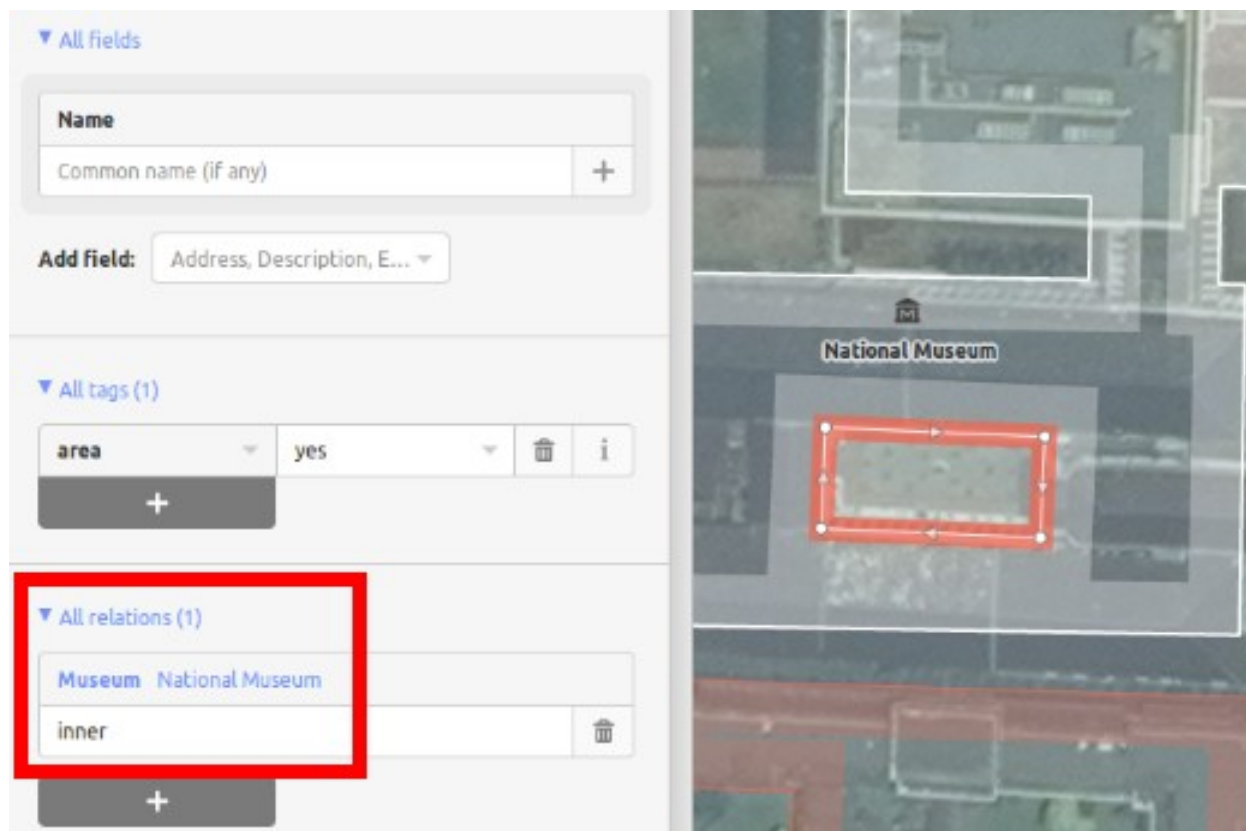 All fields
Name
Common name (if any)
Add field: Address, Description, E...
All tags (1)
area yes
All relations (1)
Museum National Museum
inner
National Museum